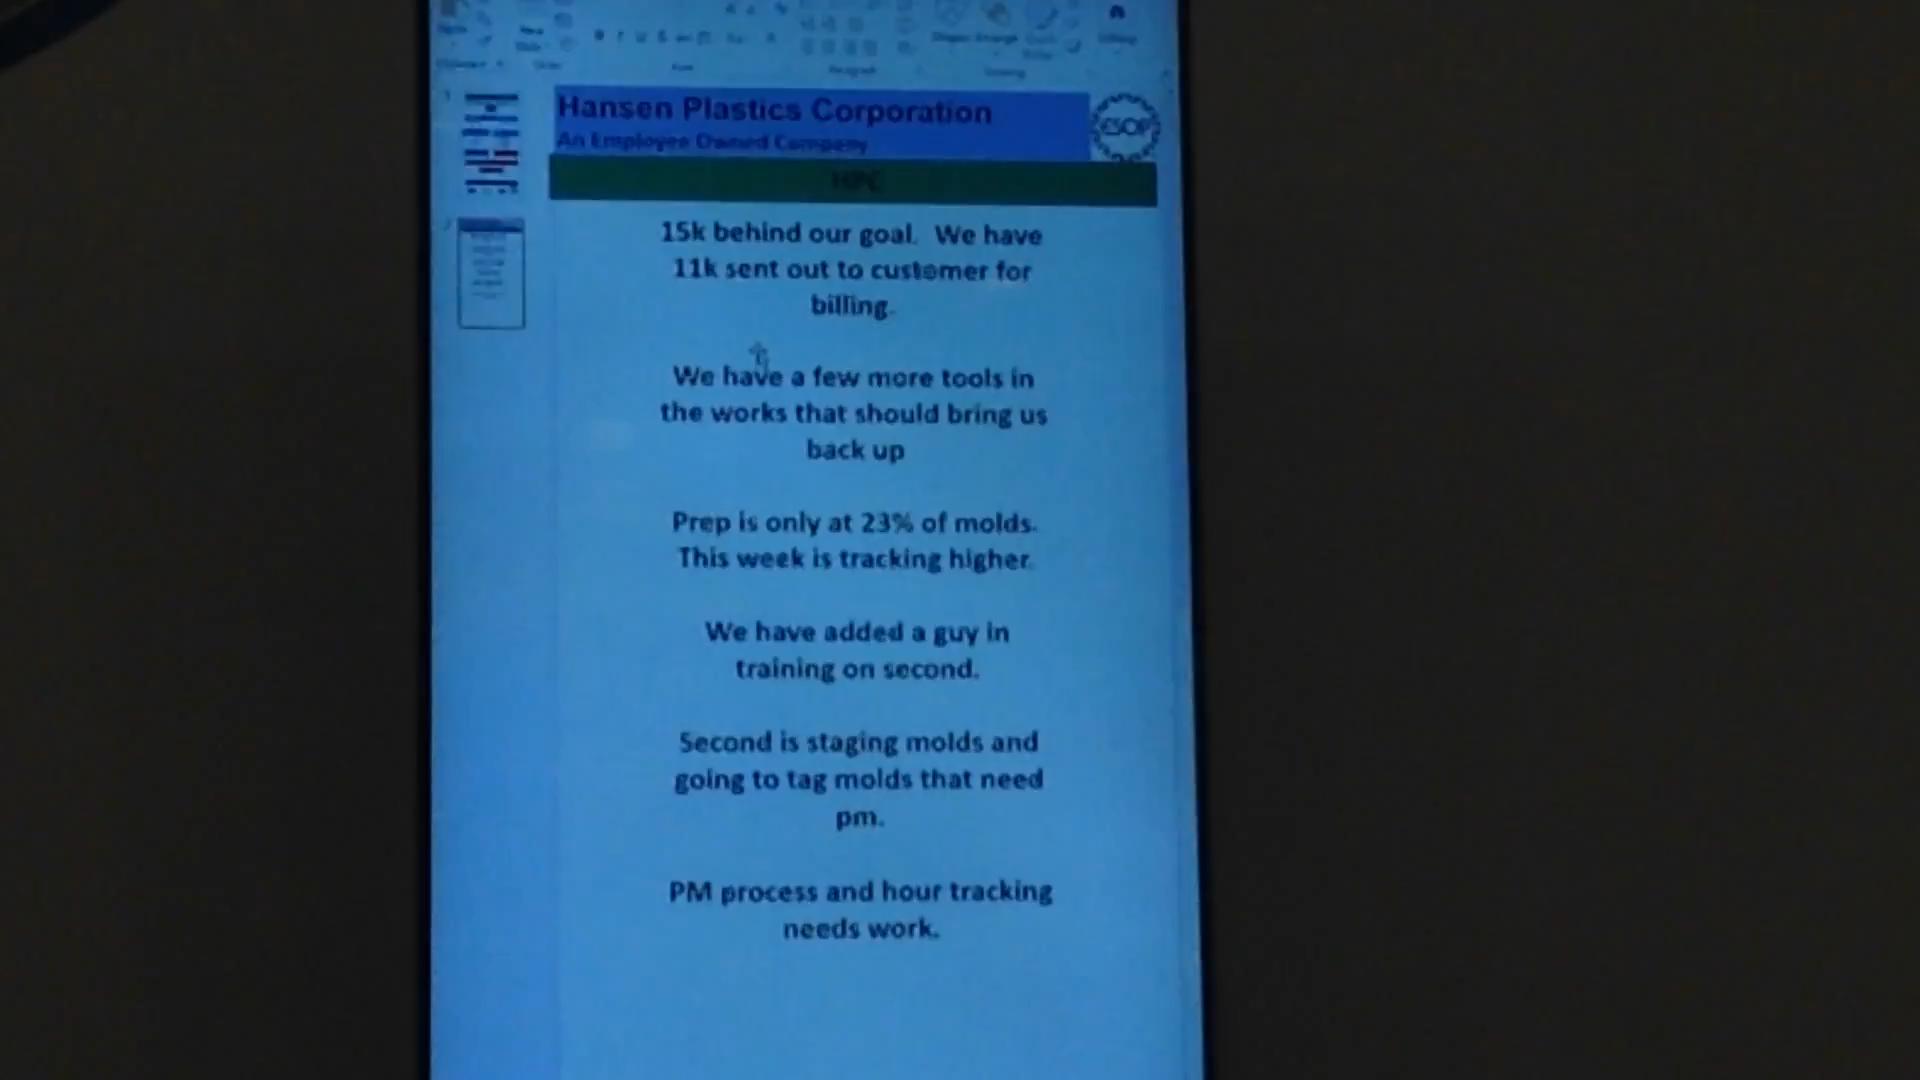 Hansen Plastics Corporation
An Employee Owned Company
ESOP
HPC
15k behind our goal. We have
11k sent out to customer for
billing.
We have a few more tools in
the works that should bring us
back up
Prep is only at 23% of molds.
This week is tracking higher.
We have added a guy in
training on second.
Second is staging molds and
going to tag molds that need
pm.
PM process and hour tracking
needs work.